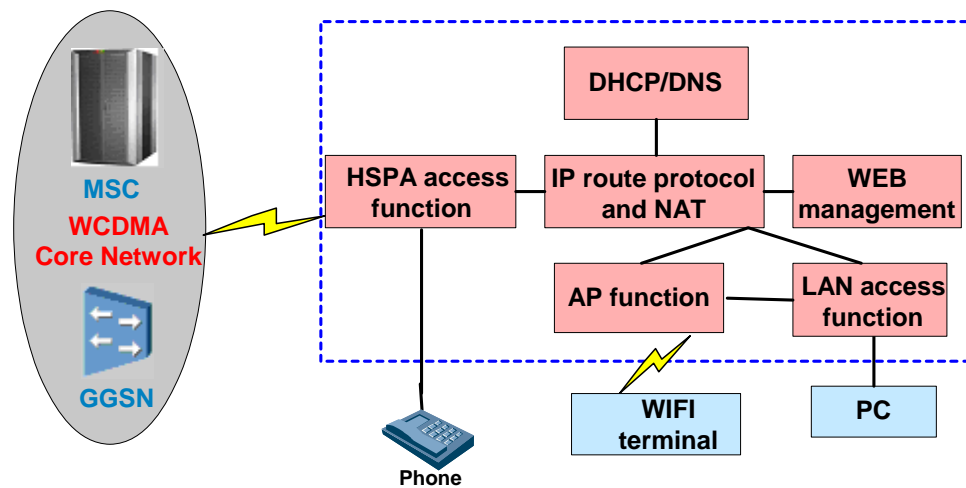 MSC
WCDMA
Core Network
GGSN
DHCP/DNS
HSPA access
function
IP route protocol
and NAT
WEB
management
AP function
LAN access
function
WIFI
terminal
PC
Phone